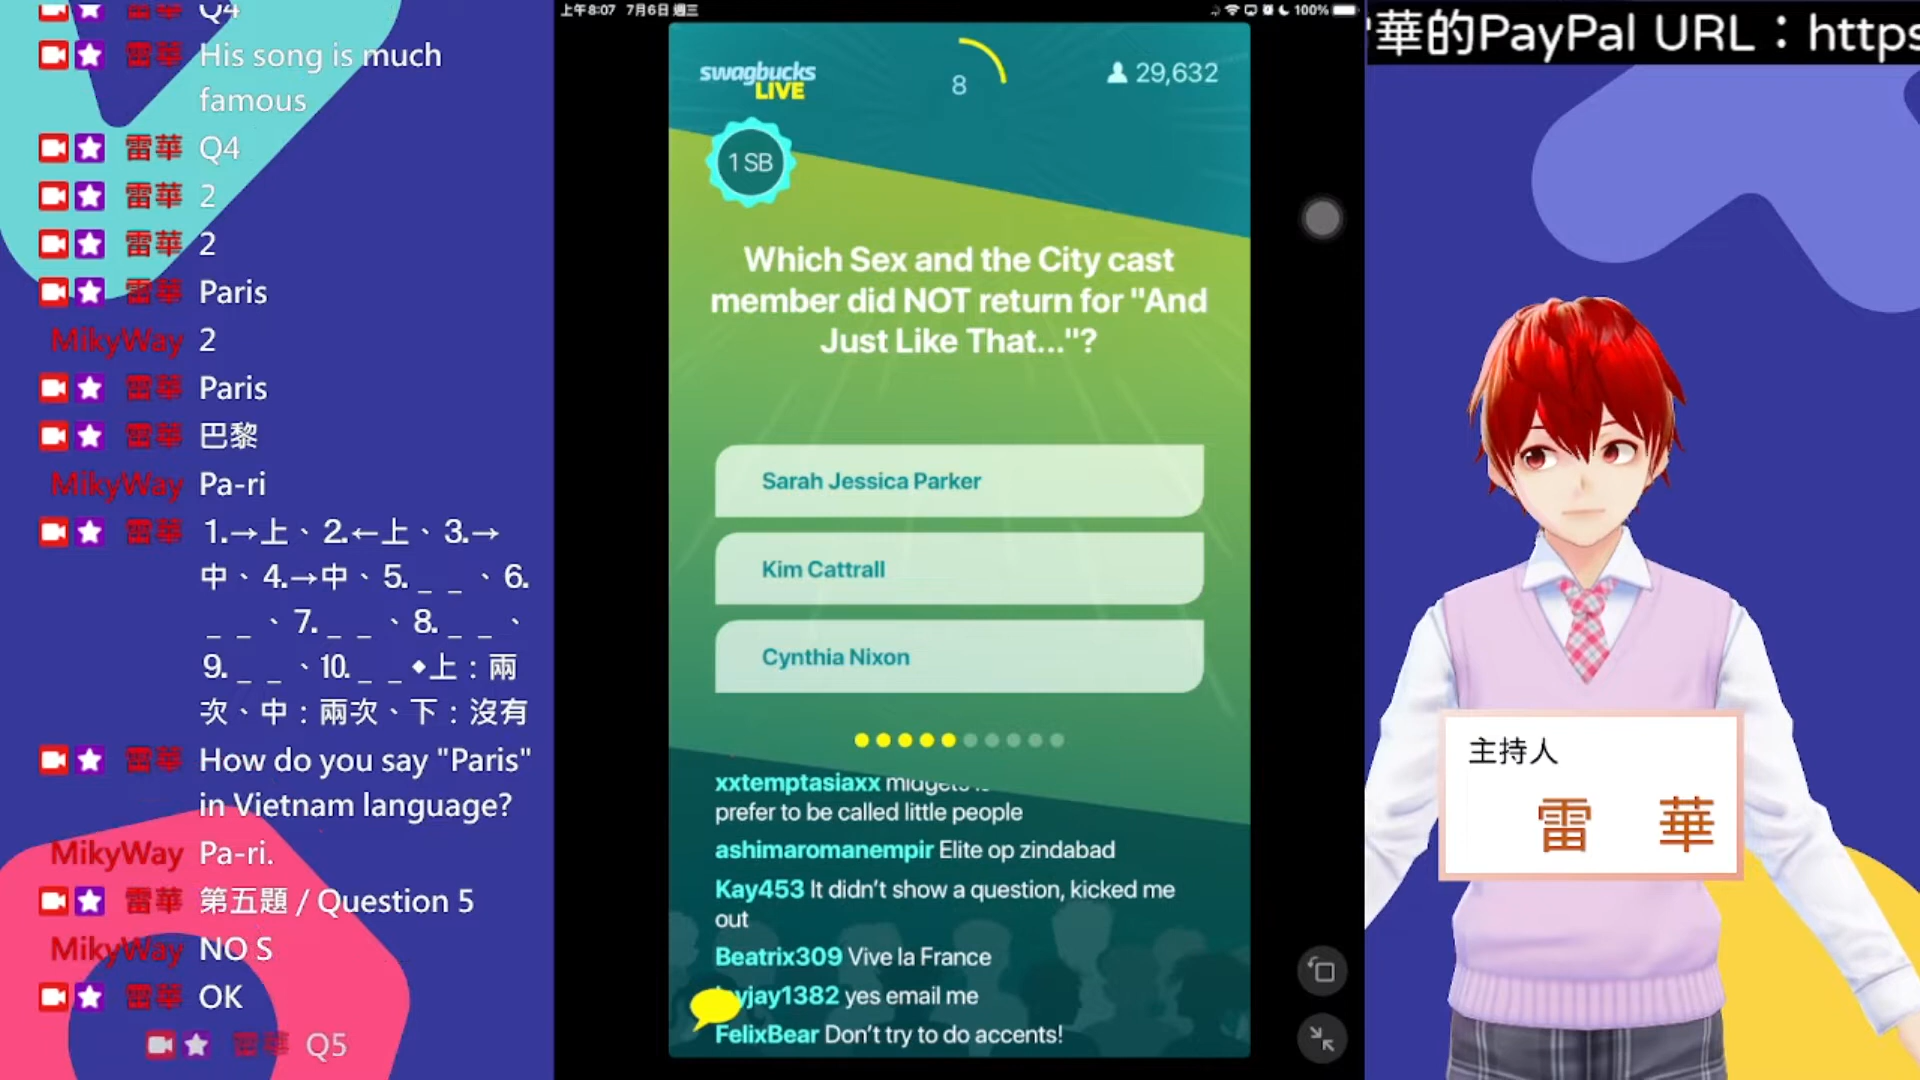 雷華 Q4
雷華 His song is much
famous
雷華 Q4
雷華 2
雷華 2
雷華 Paris
MikyWay 2
雷華 Paris
雷華 巴黎
MikyWay Pa-ri
雷華 1.→上、2.←上、3.→
中、4.→中、5. _ _ 、6.
_ _ 、7. _ _ 、8. _ _ 、
9. _ _ 、10. _ _ ◆上：兩
次、中：兩次、下：沒有
雷華 How do you say "Paris"
in Vietnam language?
MikyWay Pa-ri.
雷華 第五題 / Question 5
MikyWay NO S
雷華 OK
雷華 Q5
上午8:07 7月6日 週三
100%
swagbucks
LIVE
8
29,632
1 SB
Which Sex and the City cast
member did NOT return for "And
Just Like That..."?
Sarah Jessica Parker
Kim Cattrall
Cynthia Nixon
xxtemptasiaxx
prefer to be called little people
ashimaromanempir Elite op zindabad
Kay453 It didn't show a question, kicked me
out
Beatrix309 Vive la France
yjay1382 yes email me
FelixBear Don't try to do accents!
華的PayPal URL：https
主持人
雷 華